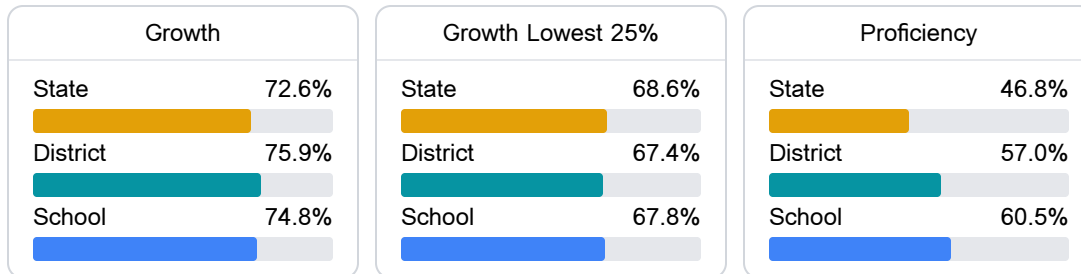 Growth
State 72.6%
District 75.9%
School 74.8%
Growth Lowest 25%
State 68.6%
District 67.4%
School 67.8%
Proficiency
State 46.8%
District 57.0%
School 60.5%